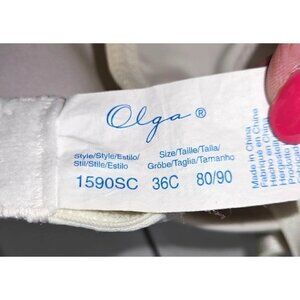 Olga®
Style/Style/Estilo/ Size/Taille/Talla/
Stil/Stile/Estilo Größe/Taglia/Tamanho
1590SC 36C 80/90
Made in China
Fabriqué en Chine
Hecho en China